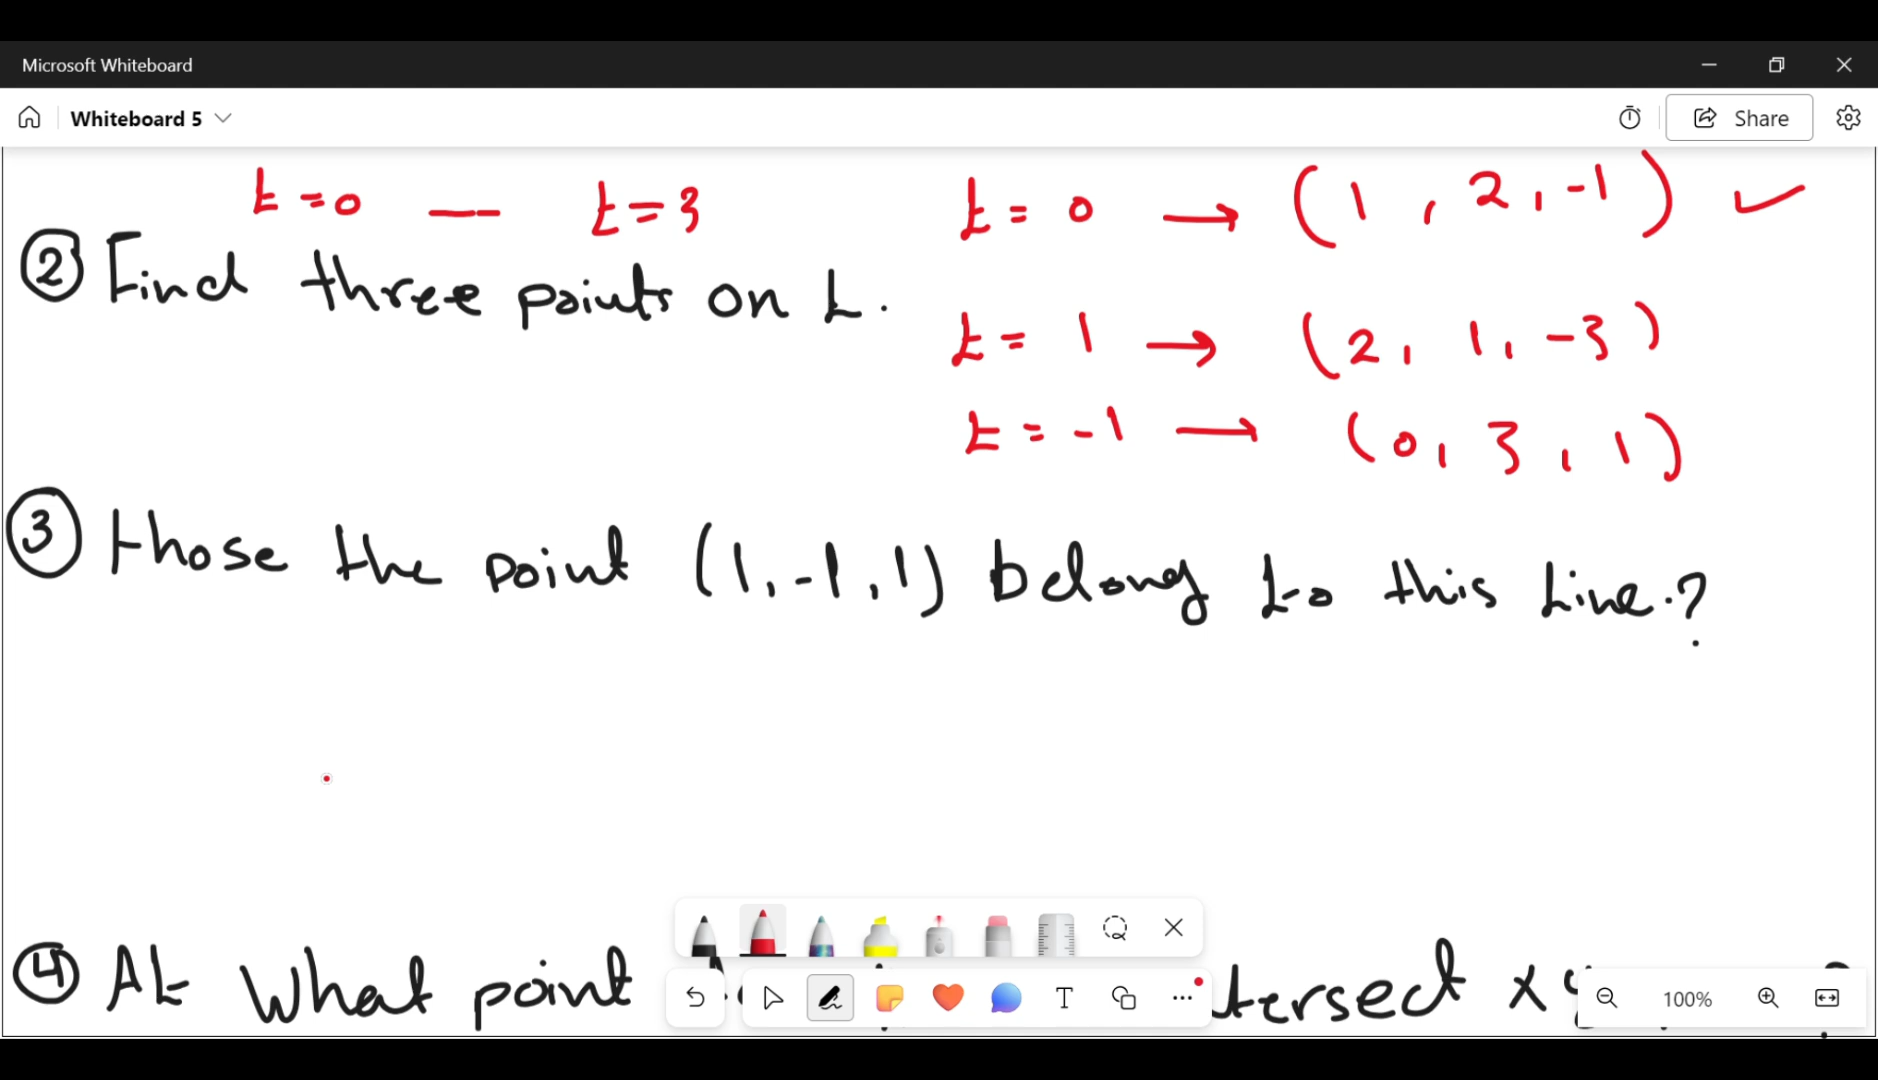 Microsoft Whiteboard
Whiteboard 5
Share
t = 0 — t = 3
t = 0 → (1, 2, -1) ✓
② Find three points on L.
t = 1 → (2, 1, -3)
t = -1 → (0, 3, 1)
③ those the point (1, -1, 1) belong to this Line.?
④ At What point tersect xy
T
100%